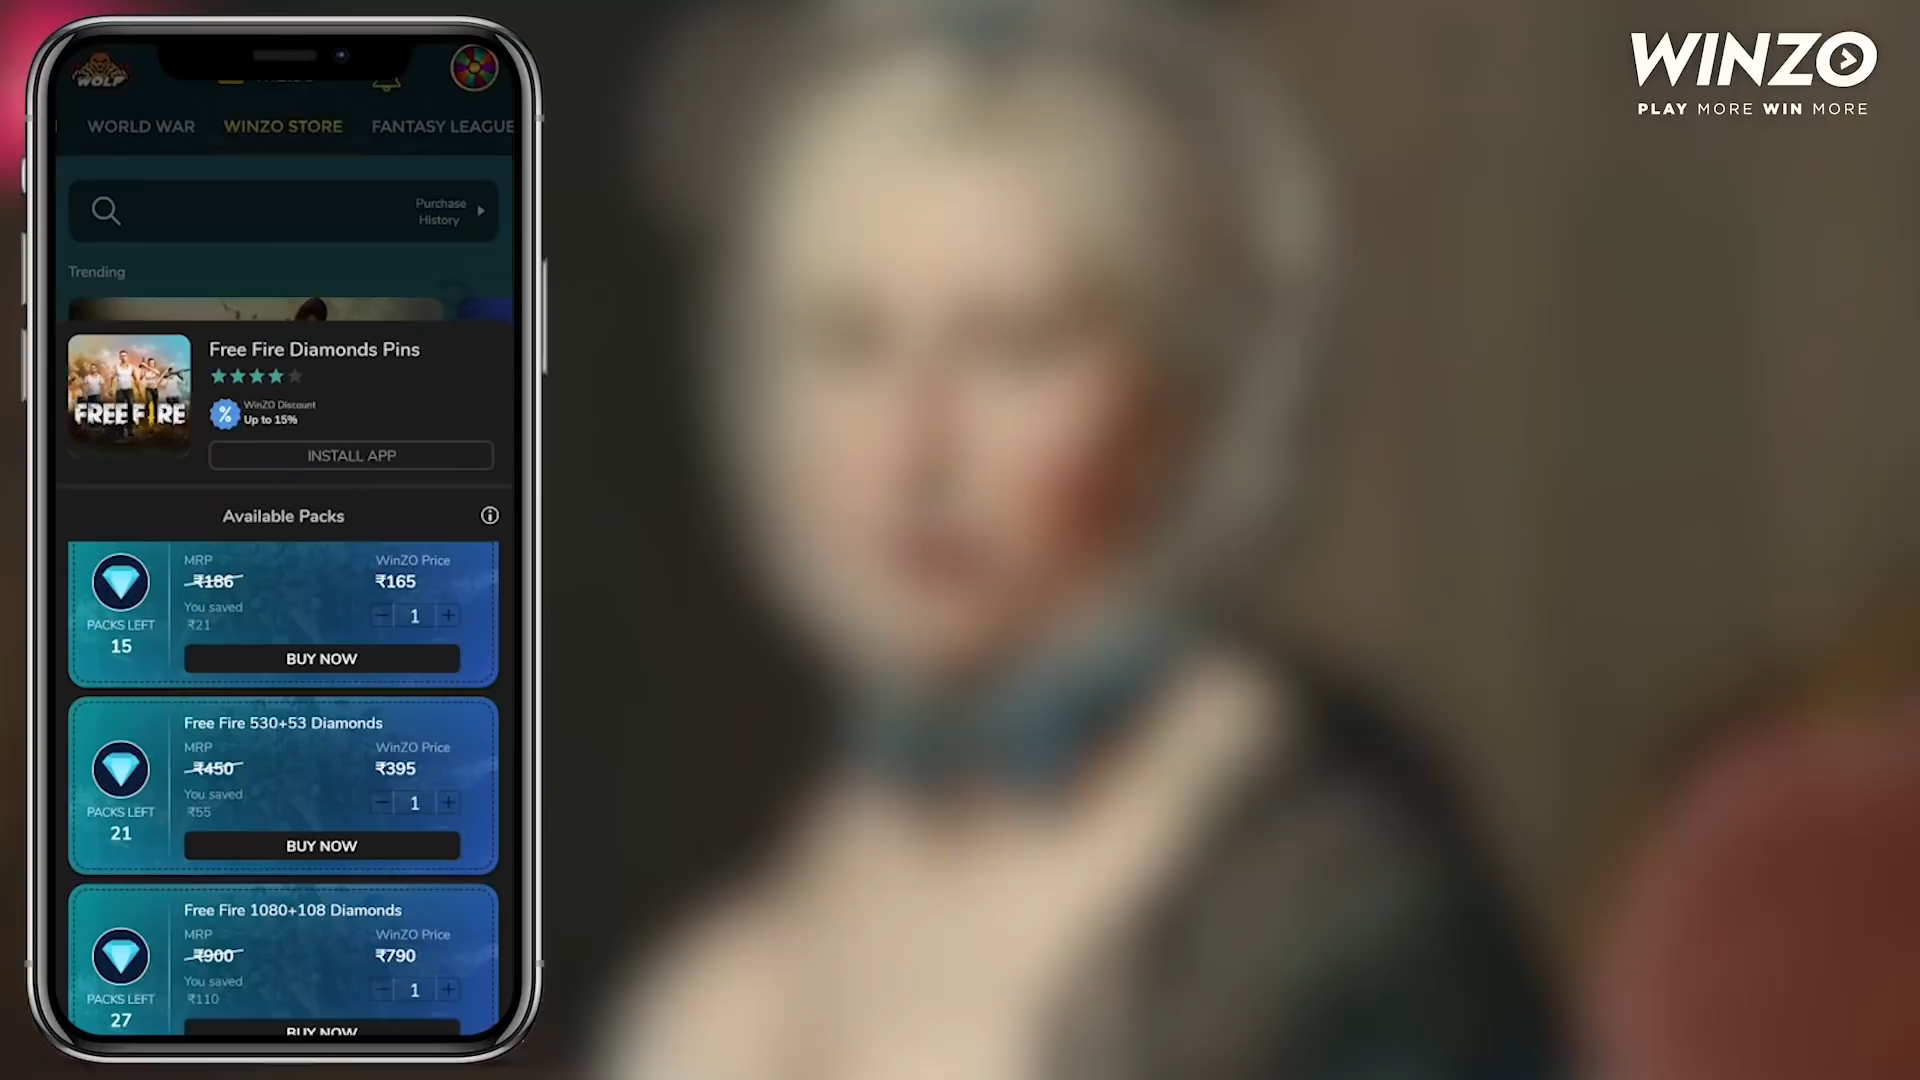 WOLF
WORLD WAR
WINZO STORE
FANTASY LEAGUE
Purchase
History
Trending
FREE FIRE
Free Fire Diamonds Pins
%
WinZO Discount
Up to 15%
INSTALL APP
Available Packs
MRP
WinZO Price
₹186
₹165
You saved
₹21
- 1 +
PACKS LEFT
15
BUY NOW
Free Fire 530+53 Diamonds
MRP
WinZO Price
₹450
₹395
You saved
₹55
- 1 +
PACKS LEFT
21
BUY NOW
Free Fire 1080+108 Diamonds
MRP
WinZO Price
₹900
₹790
You saved
₹110
- 1 +
PACKS LEFT
27
BUY NOW
WINZO
PLAY MORE WIN MORE